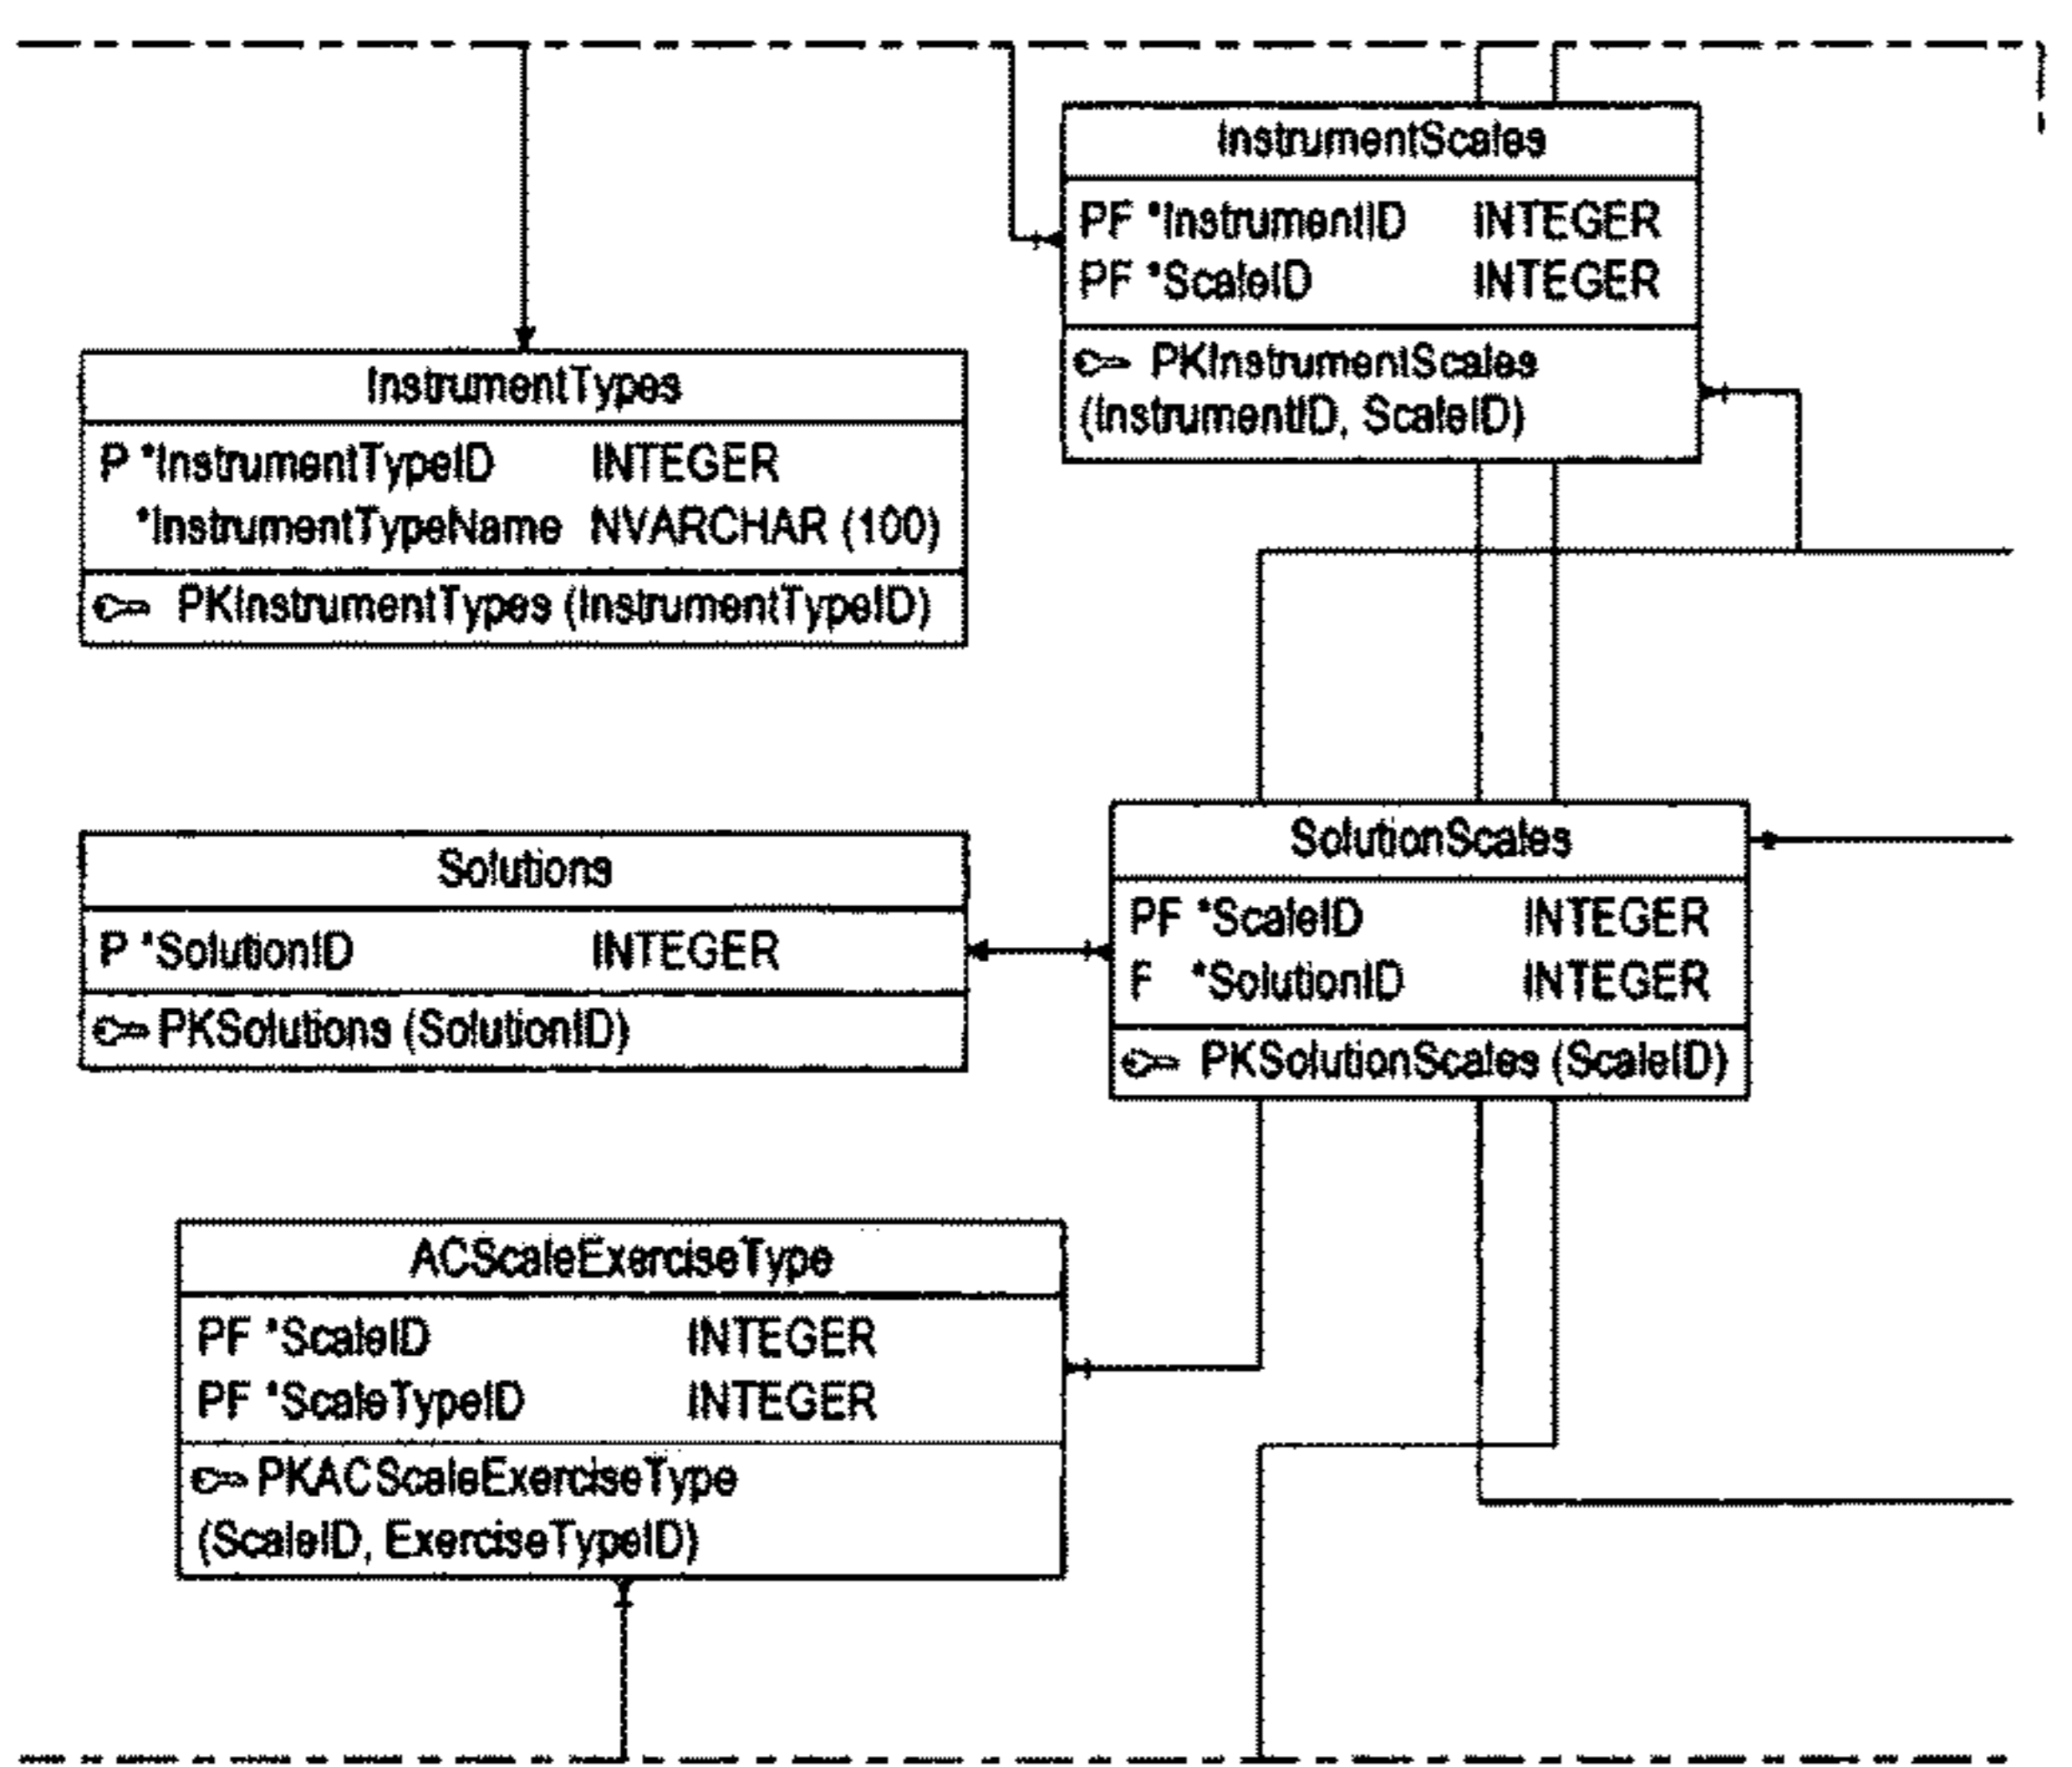 InstrumentScales
PF *InstrumentID INTEGER
PF *ScaleID INTEGER
PKInstrumentScales
(InstrumentID, ScaleID)
InstrumentTypes
P *InstrumentTypeID INTEGER
*InstrumentTypeName NVARCHAR (100)
PKInstrumentTypes (InstrumentTypeID)
Solutions
P *SolutionID INTEGER
PKSolutions (SolutionID)
SolutionScales
PF *ScaleID INTEGER
F *SolutionID INTEGER
PKSolutionScales (ScaleID)
ACScaleExerciseType
PF *ScaleID INTEGER
PF *ScaleTypeID INTEGER
PKACScaleExerciseType
(ScaleID, ExerciseTypeID)